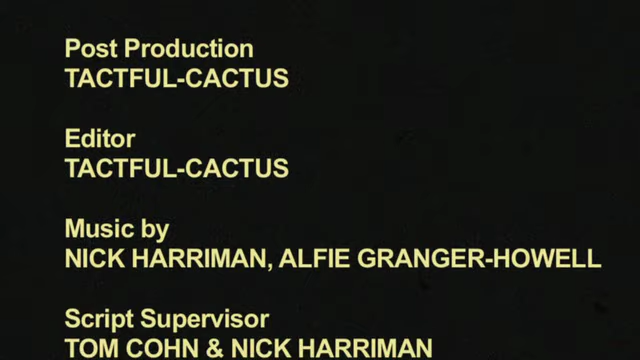 Post Production
TACTFUL-CACTUS
Editor
TACTFUL-CACTUS
Music by
NICK HARRIMAN, ALFIE GRANGER-HOWELL
Script Supervisor
TOM COHN & NICK HARRIMAN